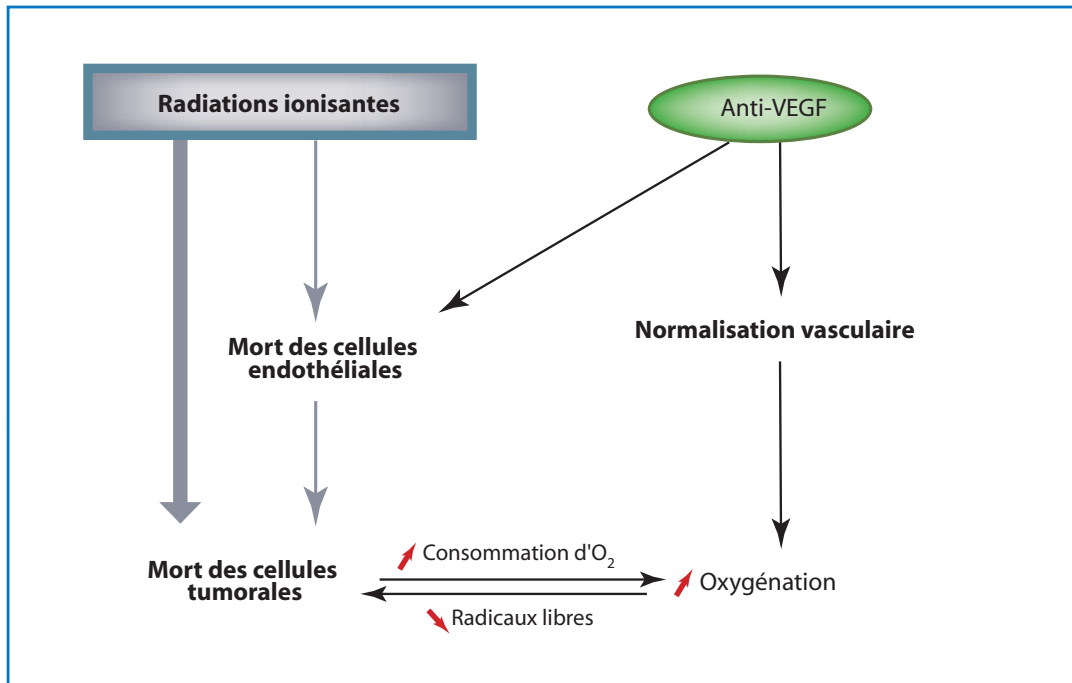 Radiations ionisantes
Anti-VEGF
Mort des cellules
endothéliales
Normalisation vasculaire
Mort des cellules
tumorales
Consommation d'O₂
Radicaux libres
Oxygénation